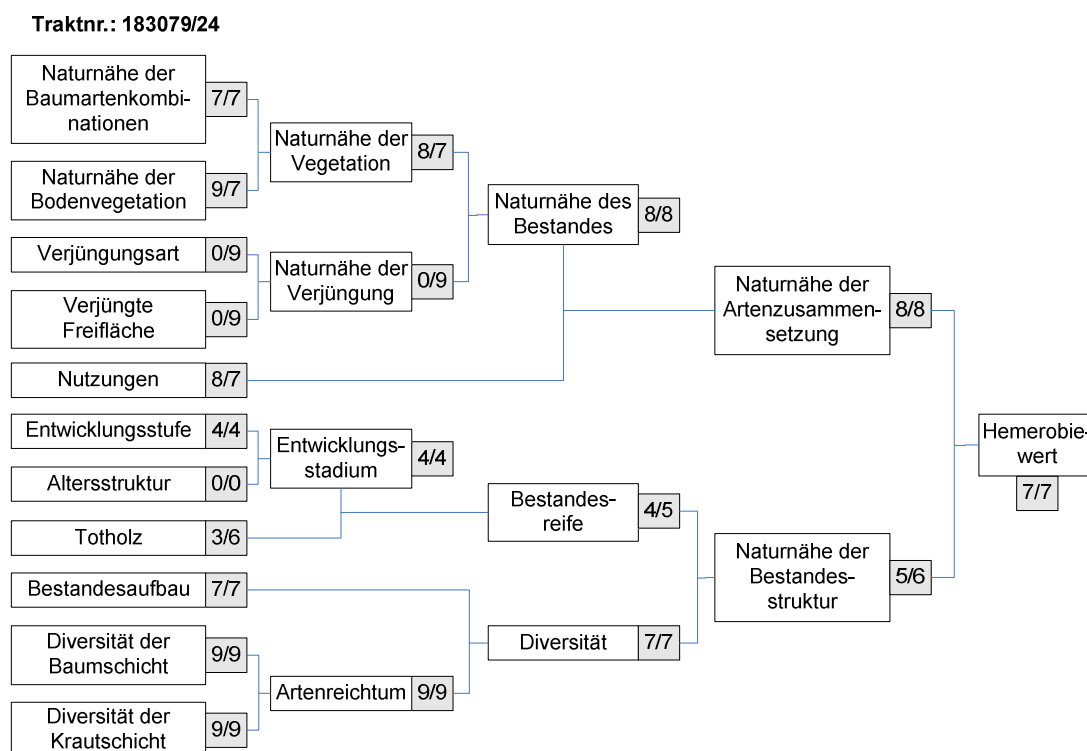 Traktnr.: 183079/24
Naturnähe der
Baumartenkombi-
nationen
7/7
Naturnähe der
Bodenvegetation
9/7
Verjüngungsart
0/9
Verjüngte
Freifläche
0/9
Nutzungen
8/7
Entwicklungsstufe
4/4
Altersstruktur
0/0
Totholz
3/6
Bestandesaufbau
7/7
Diversität der
Baumschicht
9/9
Diversität der
Krautschicht
9/9
Naturnähe der
Vegetation
8/7
Naturnähe der
Verjüngung
0/9
Entwicklungs-
stadium
4/4
Artenreichtum
9/9
Naturnähe des
Bestandes
8/8
Bestandes-
reife
4/5
Diversität
7/7
Naturnähe der
Artenzusammen-
setzung
8/8
Naturnähe der
Bestandes-
struktur
5/6
Hemerobie-
wert
7/7